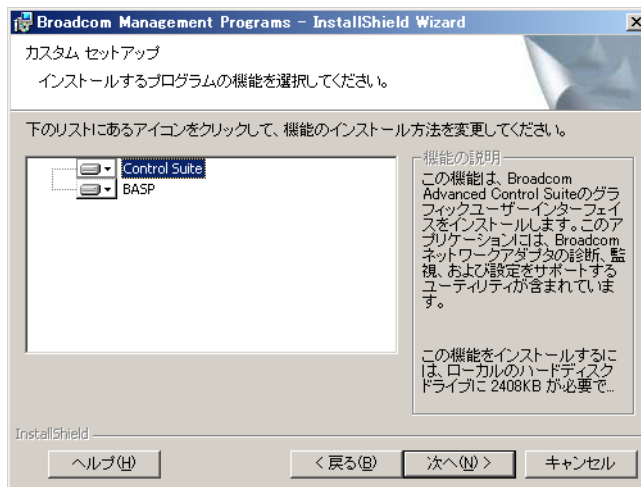 Broadcom Management Programs - InstallShield Wizard
カスタム セットアップ
インストールするプログラムの機能を選択してください。
下のリストにあるアイコンをクリックして、機能のインストール方法を変更してください。
Control Suite
BASP
機能の説明
この機能は、Broadcom
Advanced Control Suiteのグラ
フィックユーザーインターフェイ
スをインストールします。このア
プリケーションには、Broadcom
ネットワークアダプタの診断、監
視、および設定をサポートする
ユーティリティが含まれていま
す。
この機能をインストールするに
は、ローカルのハードディスク
ドライブに 2408KB が必要で...
InstallShield
ヘルプ(H)
< 戻る(B)
次へ(N) >
キャンセル